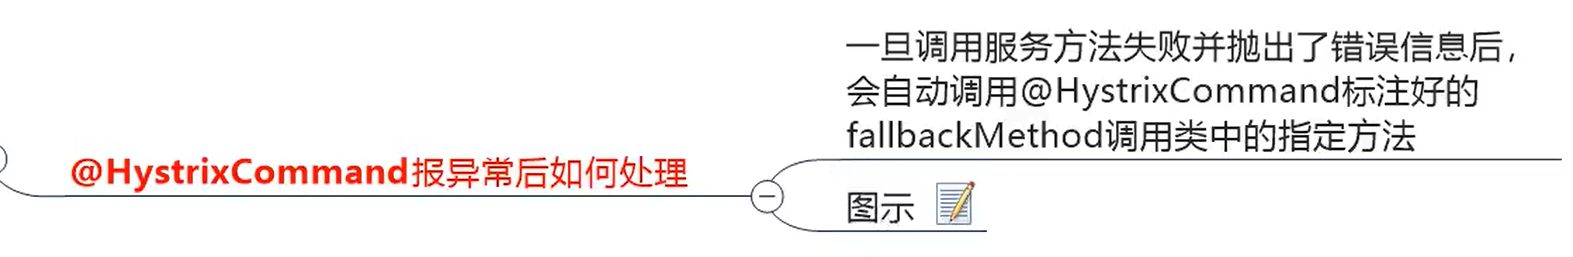 @HystrixCommand报异常后如何处理
一旦调用服务方法失败并抛出了错误信息后，
会自动调用@HystrixCommand标注好的
fallbackMethod调用类中的指定方法
图示